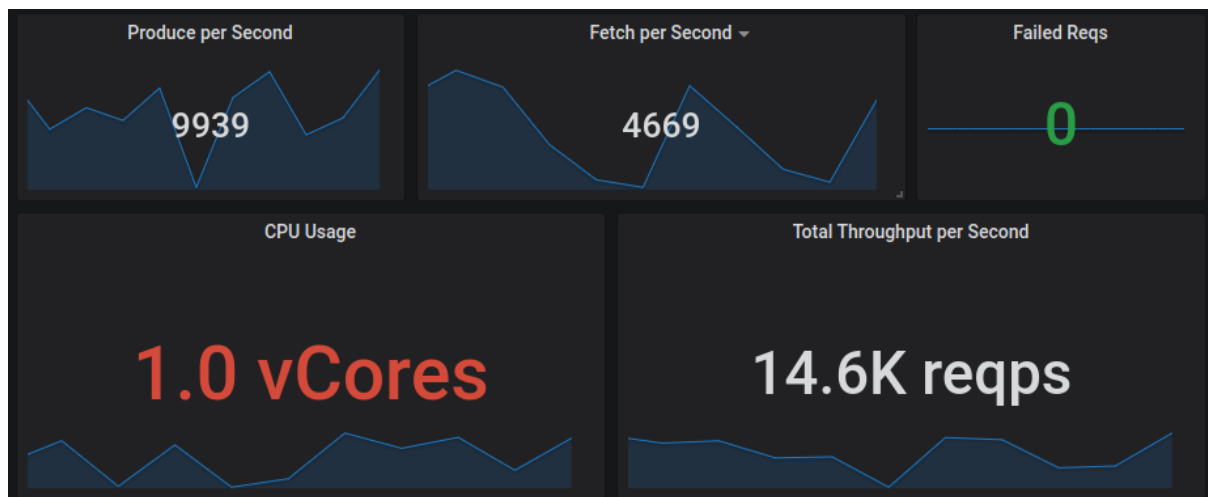 Produce per Second
9939
Fetch per Second
4669
Failed Reqs
0
CPU Usage
1.0 vCores
Total Throughput per Second
14.6K reqps